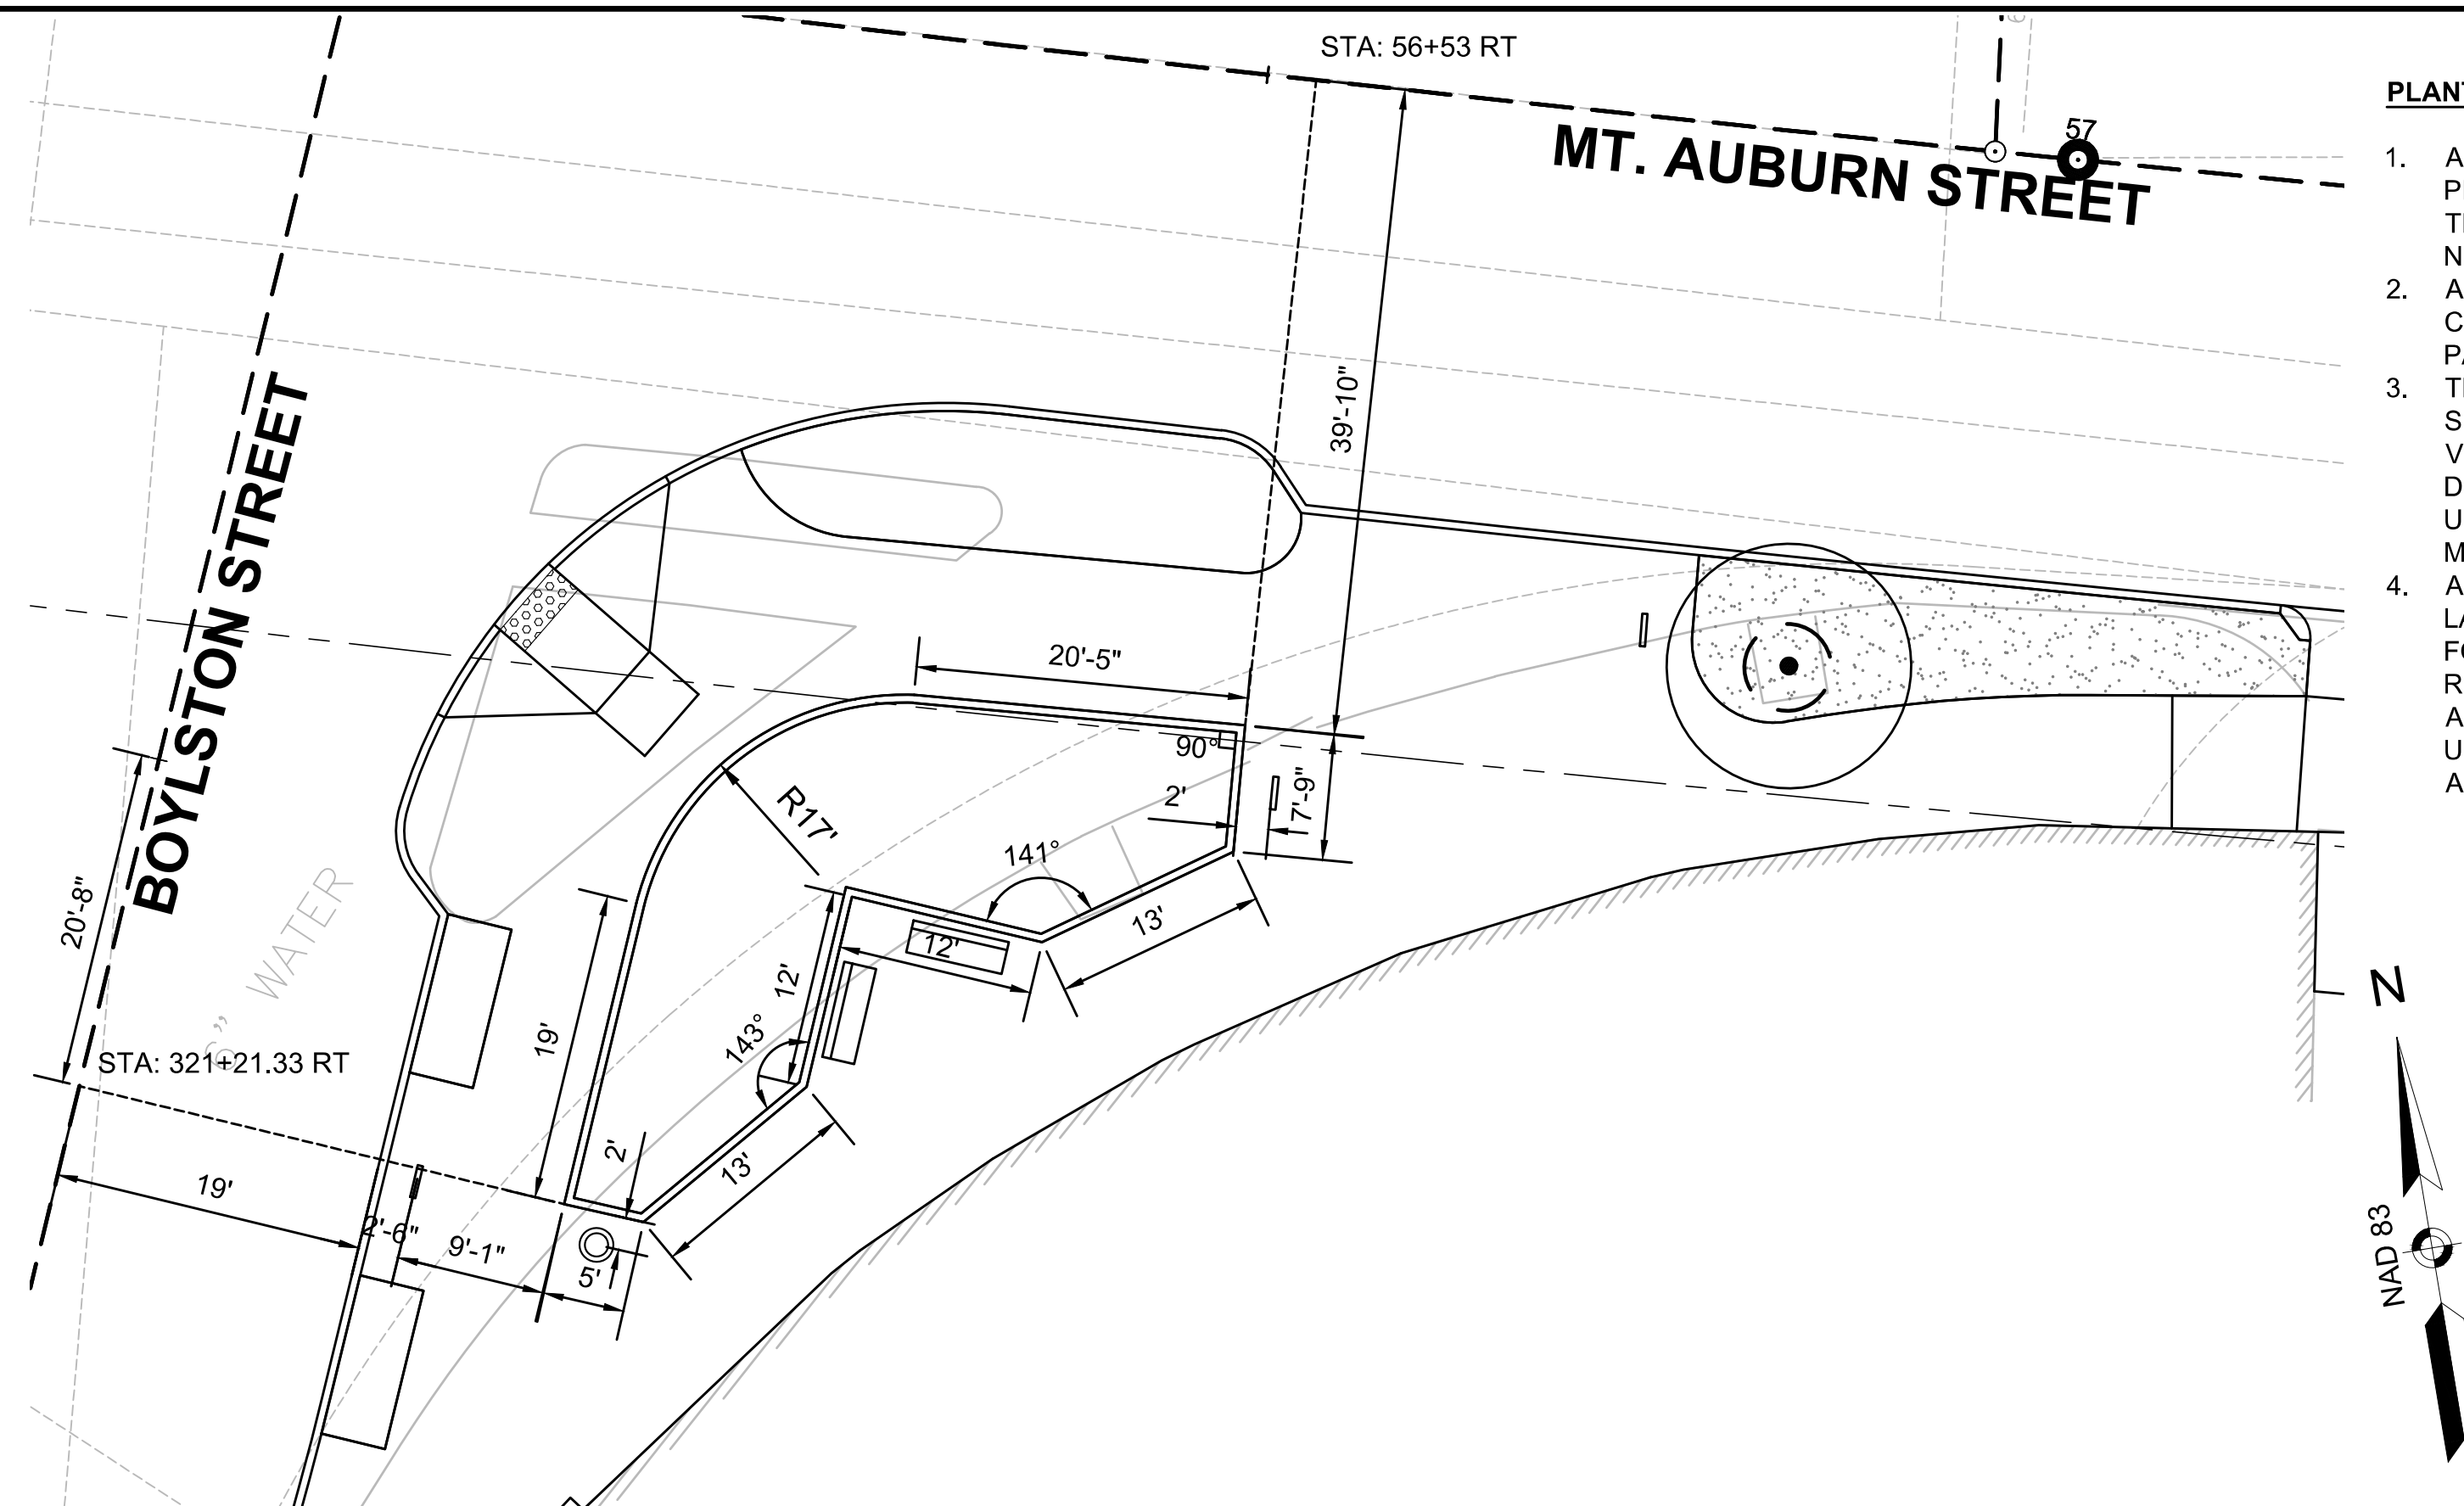 STA: 56+53 RT
MT. AUBURN STREET
57
BOYLSTON STREET
39'-10"
20'-5"
90°
2'
7'-9"
R17'
141°
13'
12'
12'
143°
19'
20'-8"
6" WATER
STA: 321+21.33 RT
2'
13'
19'
2'-6"
9'-1"
5'
N
NAD 83
1.
2.
3.
4.